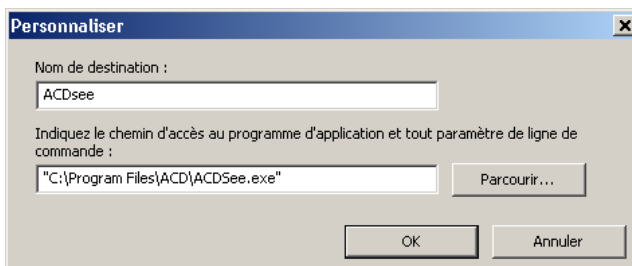 Personnaliser
Nom de destination :
ACDsee
Indiquez le chemin d'accès au programme d'application et tout paramètre de ligne de
commande :
"C:\Program Files\ACD\ACDSee.exe"
Parcourir...
OK
Annuler